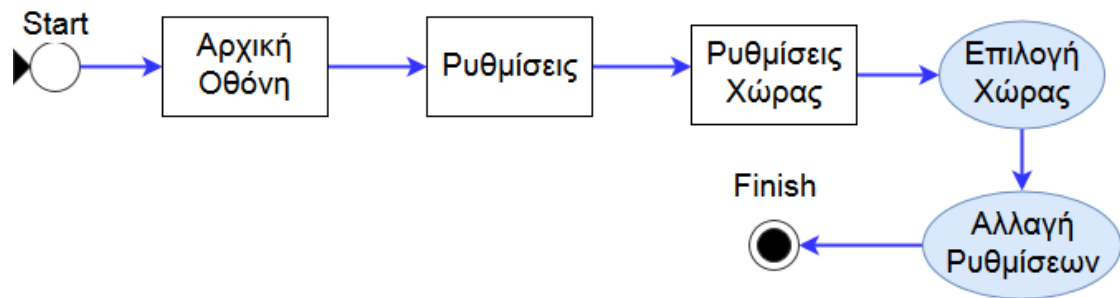 Start
Αρχική
Οθόνη
Ρυθμίσεις
Ρυθμίσεις
Χώρας
Επιλογή
Χώρας
Finish
Αλλαγή
Ρυθμίσεων